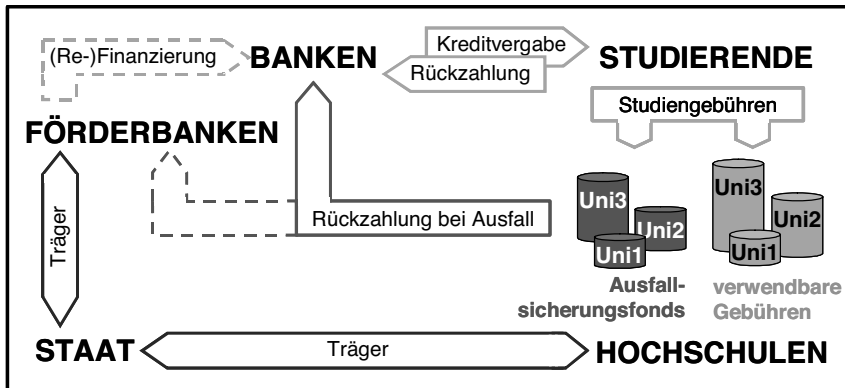 (Re-)Finanzierung
BANKEN
Kreditvergabe
Rückzahlung
STUDIERENDE
Studiengebühren
FÖRDERBANKEN
Träger
Rückzahlung bei Ausfall
Uni3
Uni2
Uni1
Uni3
Uni2
Uni1
Ausfall-
sicherungsfonds
verwendbare
Gebühren
STAAT
Träger
HOCHSCHULEN